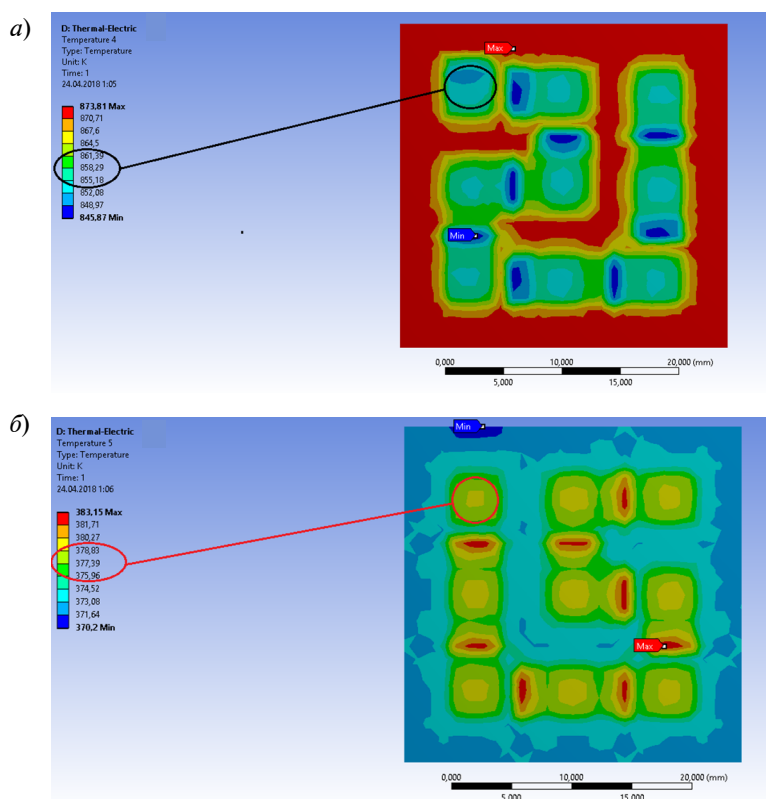 а)
D: Thermal-Electric
Temperature 4
Type: Temperature
Unit: K
Time: 1
24.04.2018 1:05
873,81 Max
870,71
867,6
864,5
861,39
858,29
855,18
852,08
848,97
845,87 Min
Max
Min
0,000 10,000 20,000 (mm)
5,000 15,000
б)
D: Thermal-Electric
Temperature 5
Type: Temperature
Unit: K
Time: 1
24.04.2018 1:06
383,15 Max
381,71
380,27
378,83
377,39
375,96
374,52
373,08
371,64
370,2 Min
Min
Max
0,000 10,000 20,000 (mm)
5,000 15,000